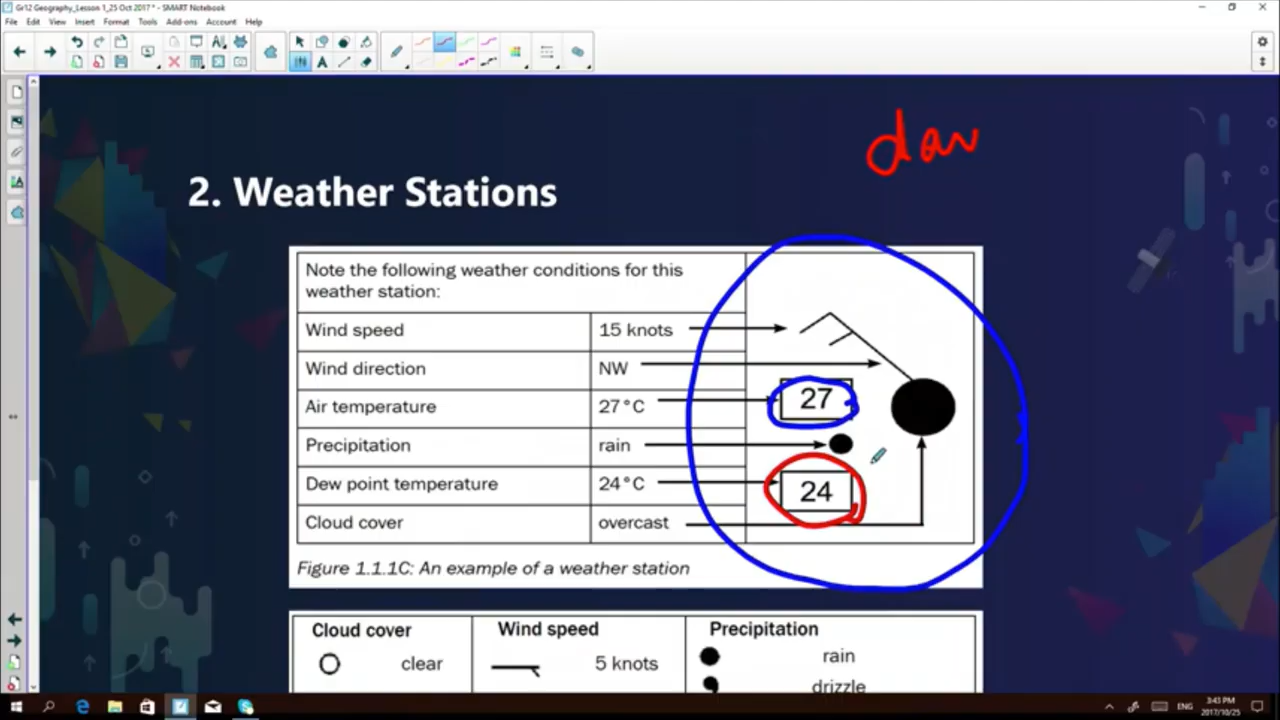 Gr12 Geography_Lesson 1_25 Oct 2017 * - SMART Notebook
File Edit View Insert Format Tools Add-ons Account Help
2. Weather Stations
Note the following weather conditions for this
weather station:
Wind speed 15 knots
Wind direction NW
Air temperature 27°C 27
Precipitation rain
Dew point temperature 24°C 24
Cloud cover overcast
Figure 1.1.1C: An example of a weather station
Cloud cover Wind speed Precipitation
clear 5 knots rain
drizzle
ENG 3:43 PM
2017/10/25